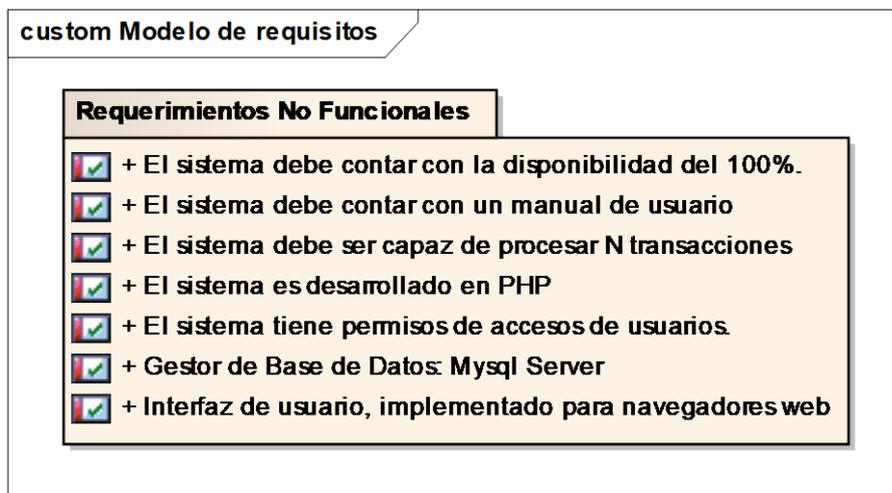 custom Modelo de requisitos
Requerimientos No Funcionales
+ El sistema debe contar con la disponibilidad del 100%.
+ El sistema debe contar con un manual de usuario
+ El sistema debe ser capaz de procesar N transacciones
+ El sistema es desarrollado en PHP
+ El sistema tiene permisos de accesos de usuarios.
+ Gestor de Base de Datos: Mysql Server
+ Interfaz de usuario, implementado para navegadores web